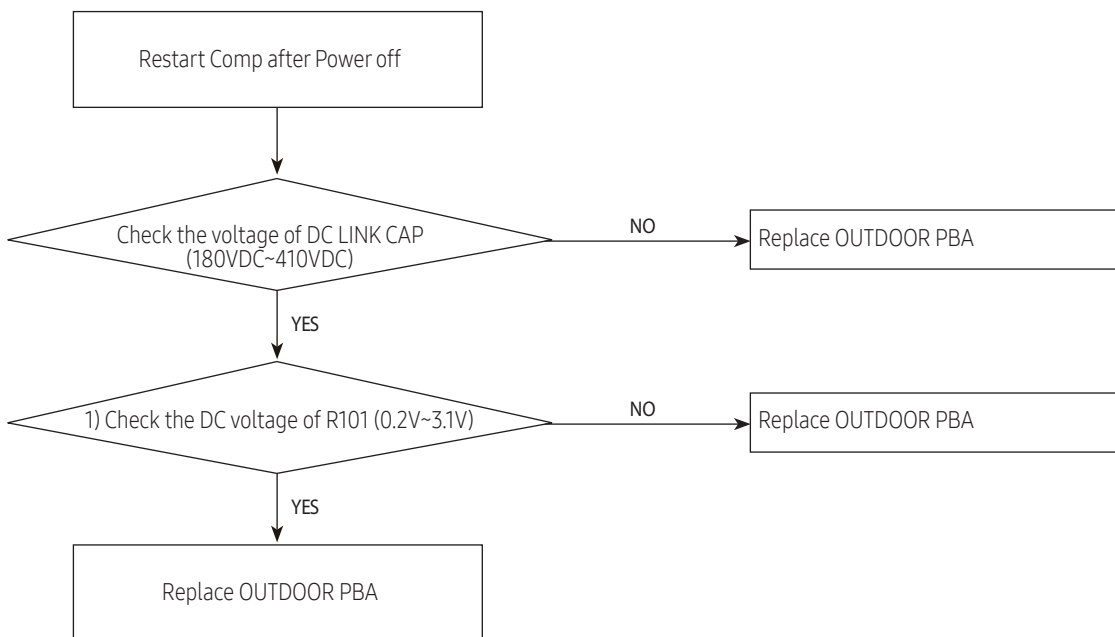 Restart Comp after Power off
Check the voltage of DC LINK CAP
(180VDC~410VDC)
NO
Replace OUTDOOR PBA
YES
1) Check the DC voltage of R101 (0.2V~3.1V)
NO
Replace OUTDOOR PBA
YES
Replace OUTDOOR PBA